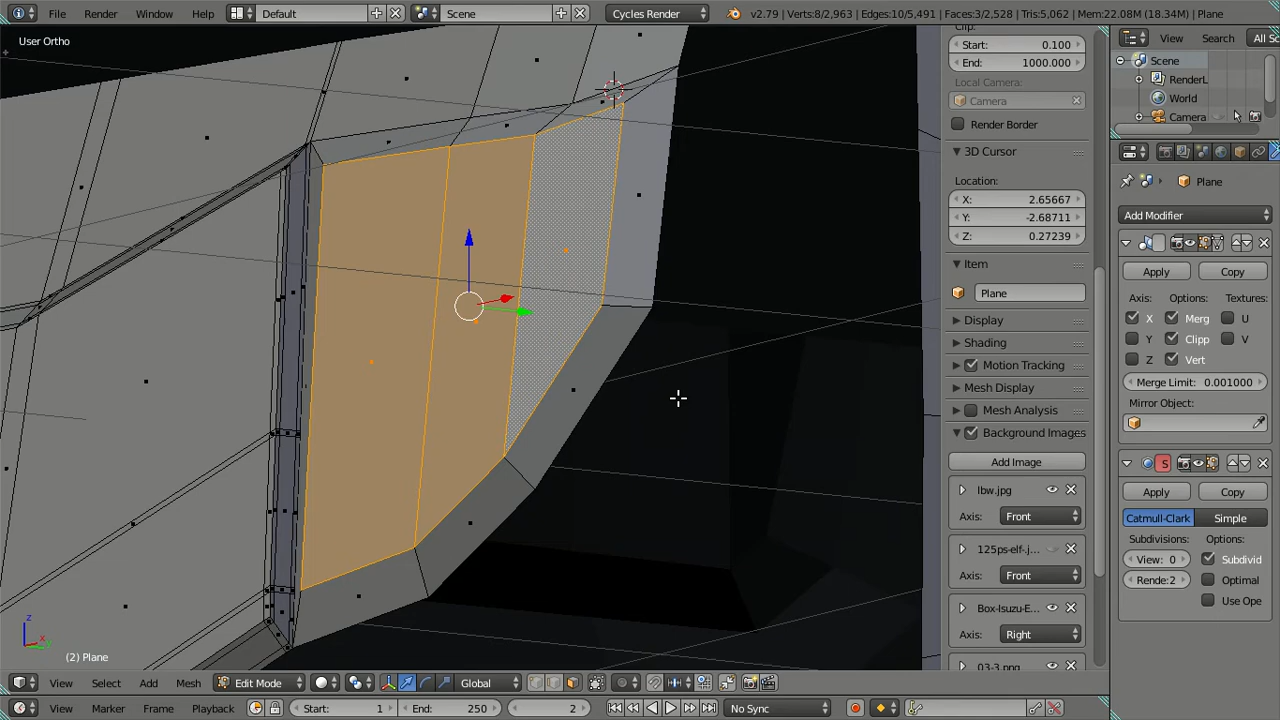 File Render Window Help Default Scene Cycles Render v2.79 | Verts:8/2,963 | Edges:10/5,491 | Faces:3/2,528 | Tris:5,062 | Mem:22.08M (18.34M) | Plane
User Ortho
Clip:
Start: 0.100
End: 1000.000
Local Camera:
Camera
Render Border
3D Cursor
Location:
X: 2.65667
Y: -2.68711
Z: 0.27239
Item
Plane
Display
Shading
Motion Tracking
Mesh Display
Mesh Analysis
Background Images
Add Image
lbw.jpg
Axis: Front
125ps-elf-.j...
Axis: Front
Box-Isuzu-E...
Axis: Right
03-3.png
View Search All Sc
Scene
RenderL
World
Camera
Plane
Add Modifier
Apply Copy
Axis: Options: Textures:
X Merg U
Y Clipp V
Z Vert
Merge Limit: 0.001000
Mirror Object:
S
Apply Copy
Catmull-Clark Simple
Subdivisions: Options:
View: 0 Subdivid
Rende: 2 Optimal
Use Ope
z
(2) Plane
View Select Add Mesh Edit Mode Global
View Marker Frame Playback Start: 1 End: 250 2 No Sync